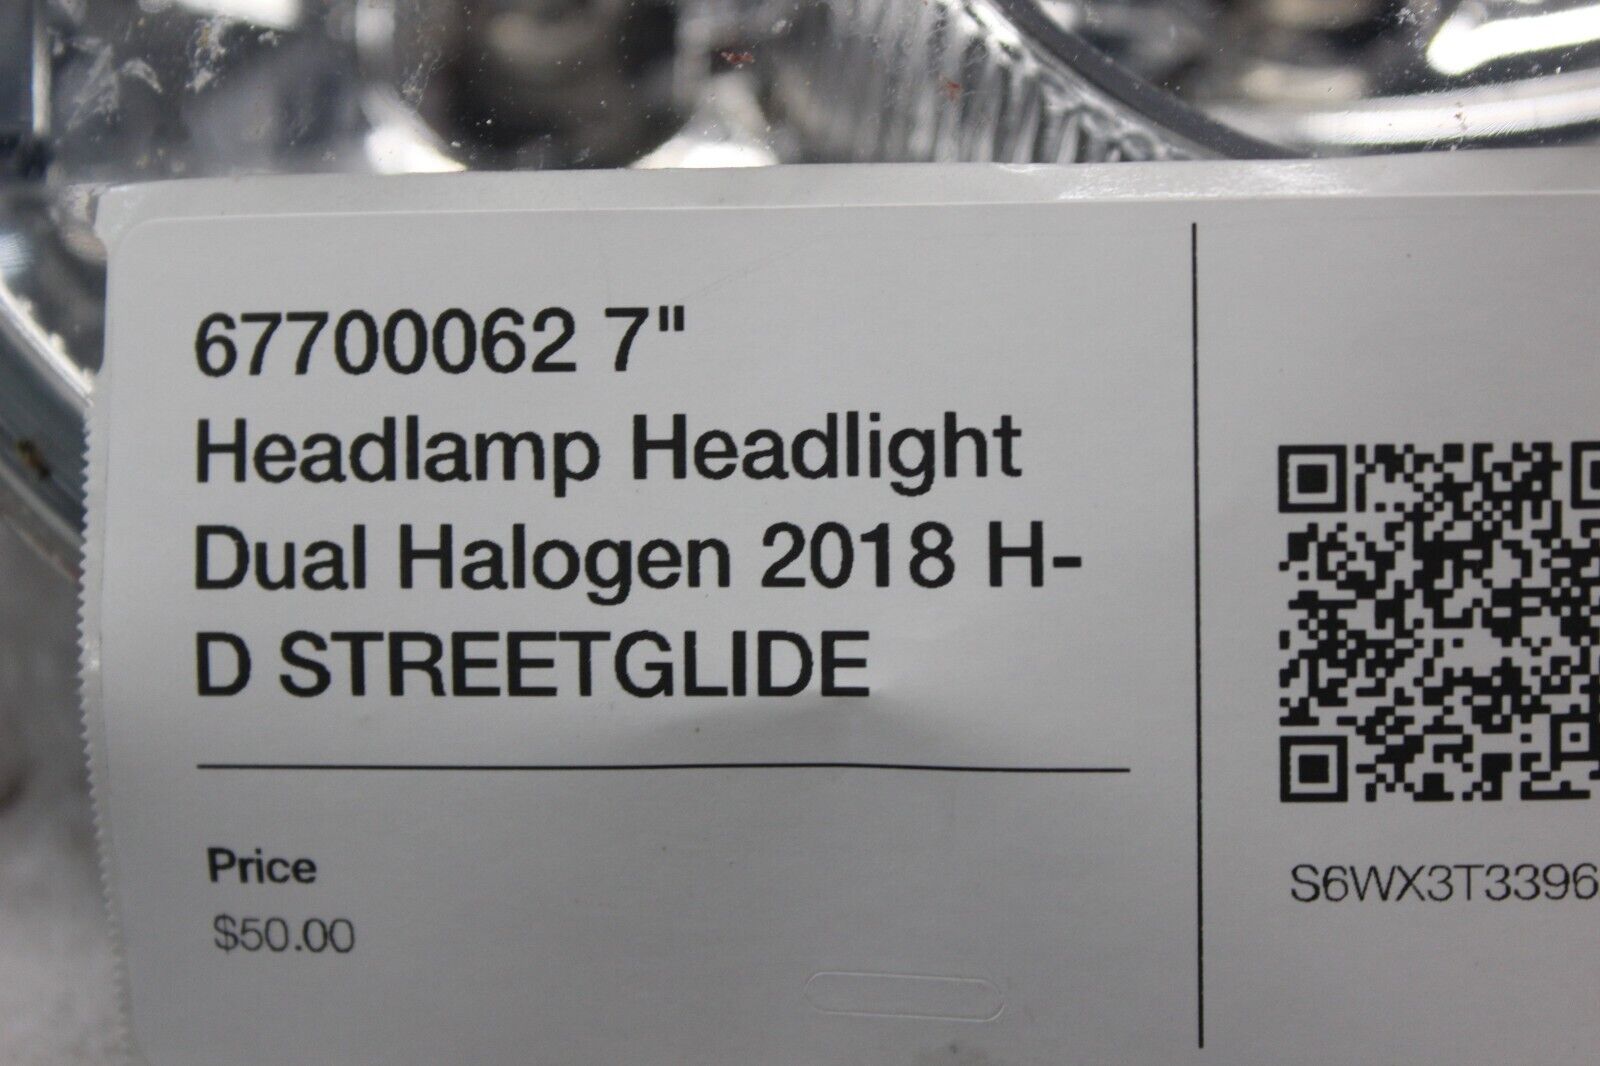 67700062 7"
Headlamp Headlight
Dual Halogen 2018 H-
D STREETGLIDE
Price
$50.00
S6WX3T3396